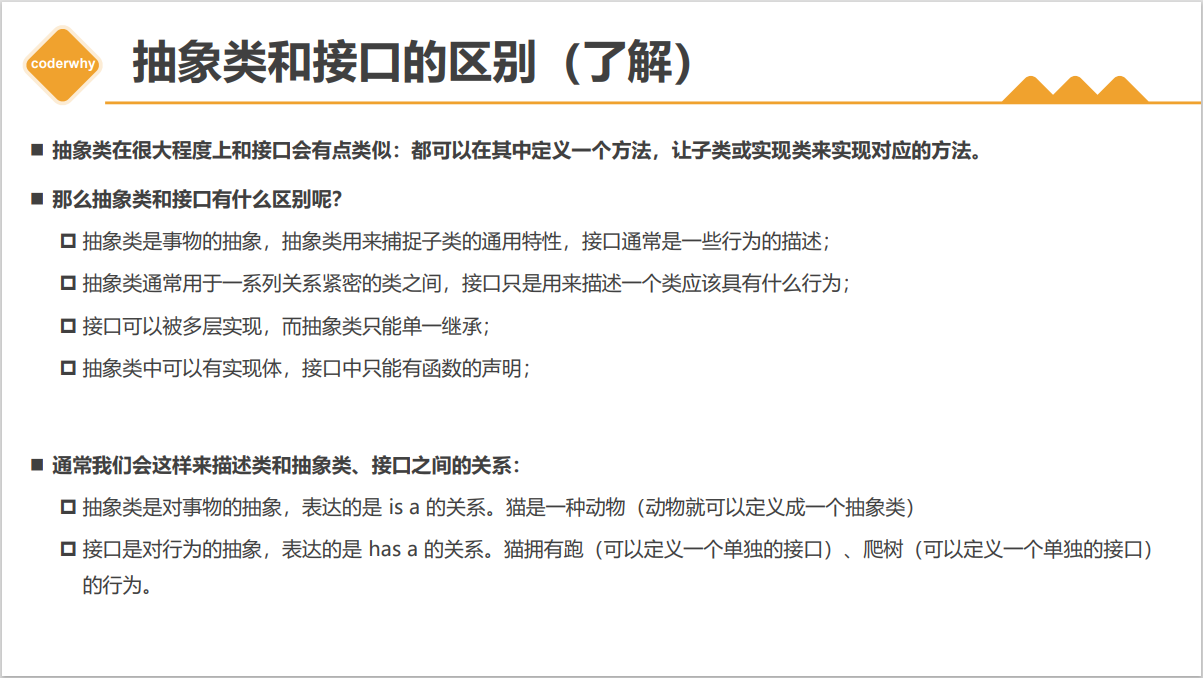 coderwhy
抽象类和接口的区别（了解）
抽象类在很大程度上和接口会有点类似：都可以在其中定义一个方法，让子类或实现类来实现对应的方法。
那么抽象类和接口有什么区别呢？
抽象类是事物的抽象，抽象类用来捕捉子类的通用特性，接口通常是一些行为的描述；
抽象类通常用于一系列关系紧密的类之间，接口只是用来描述一个类应该具有什么行为；
接口可以被多层实现，而抽象类只能单一继承；
抽象类中可以有实现体，接口中只能有函数的声明；
通常我们会这样来描述类和抽象类、接口之间的关系：
抽象类是对事物的抽象，表达的是 is a 的关系。猫是一种动物（动物就可以定义成一个抽象类）
接口是对行为的抽象，表达的是 has a 的关系。猫拥有跑（可以定义一个单独的接口）、爬树（可以定义一个单独的接口）
的行为。